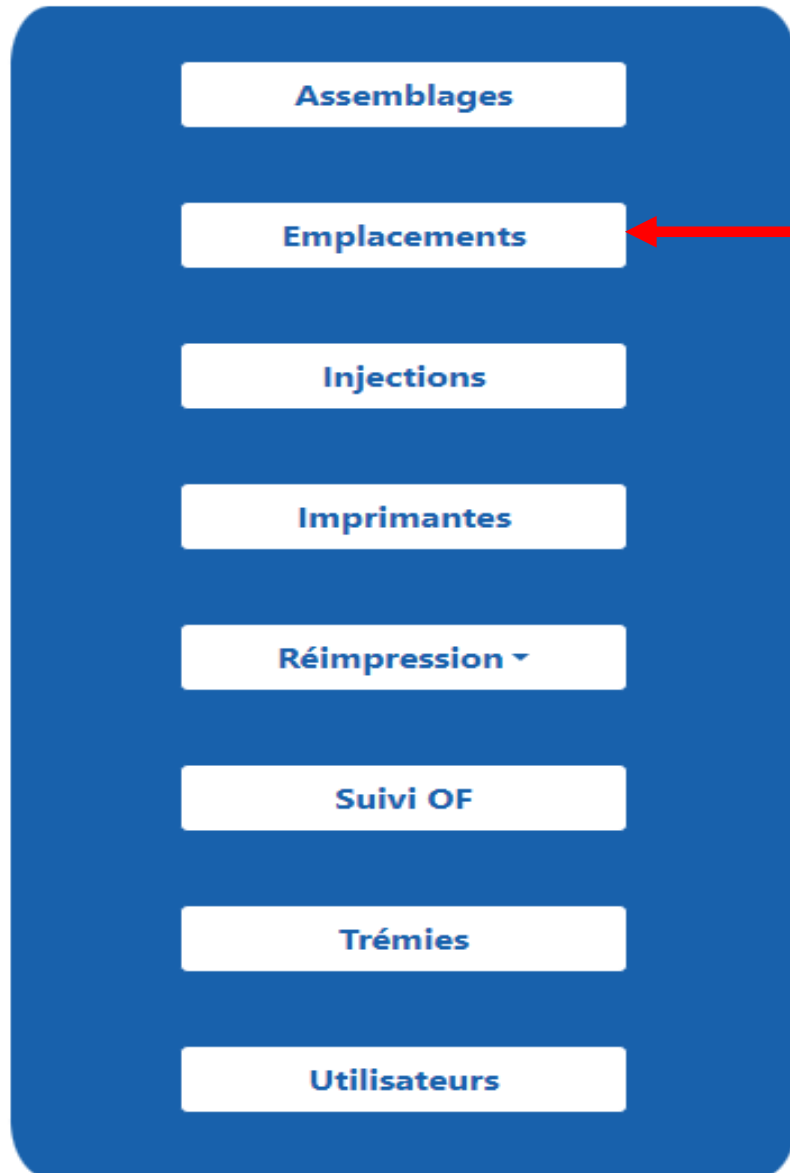 Assemblages
Emplacements
Injections
Imprimantes
Réimpression
Suivi OF
Trémies
Utilisateurs